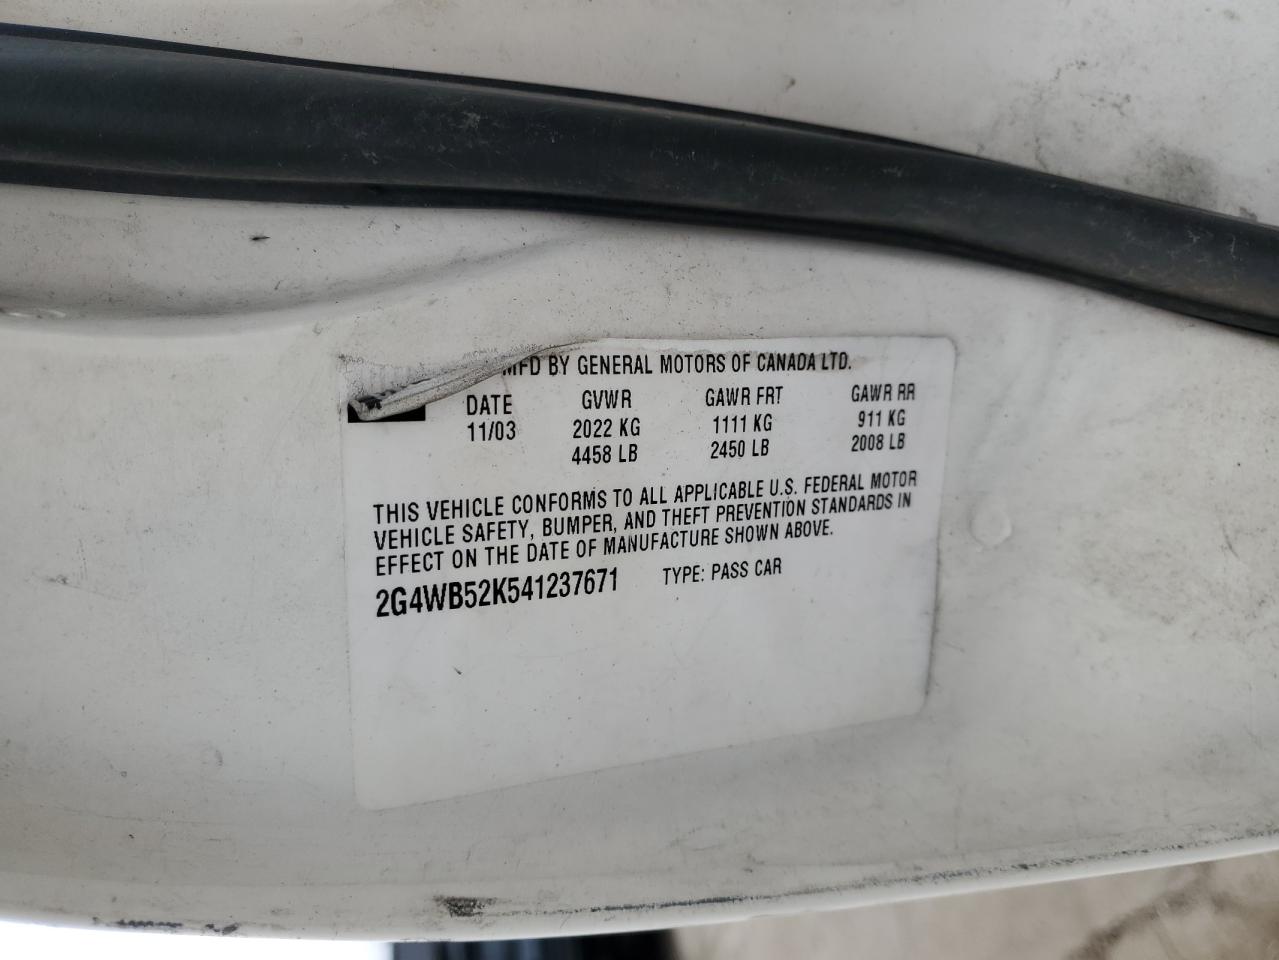 MFD BY GENERAL MOTORS OF CANADA LTD.
DATE GVWR GAWR FRT GAWR RR
11/03 2022 KG 1111 KG 911 KG
4458 LB 2450 LB 2008 LB
THIS VEHICLE CONFORMS TO ALL APPLICABLE U.S. FEDERAL MOTOR
VEHICLE SAFETY, BUMPER, AND THEFT PREVENTION STANDARDS IN
EFFECT ON THE DATE OF MANUFACTURE SHOWN ABOVE.
2G4WB52K541237671 TYPE: PASS CAR